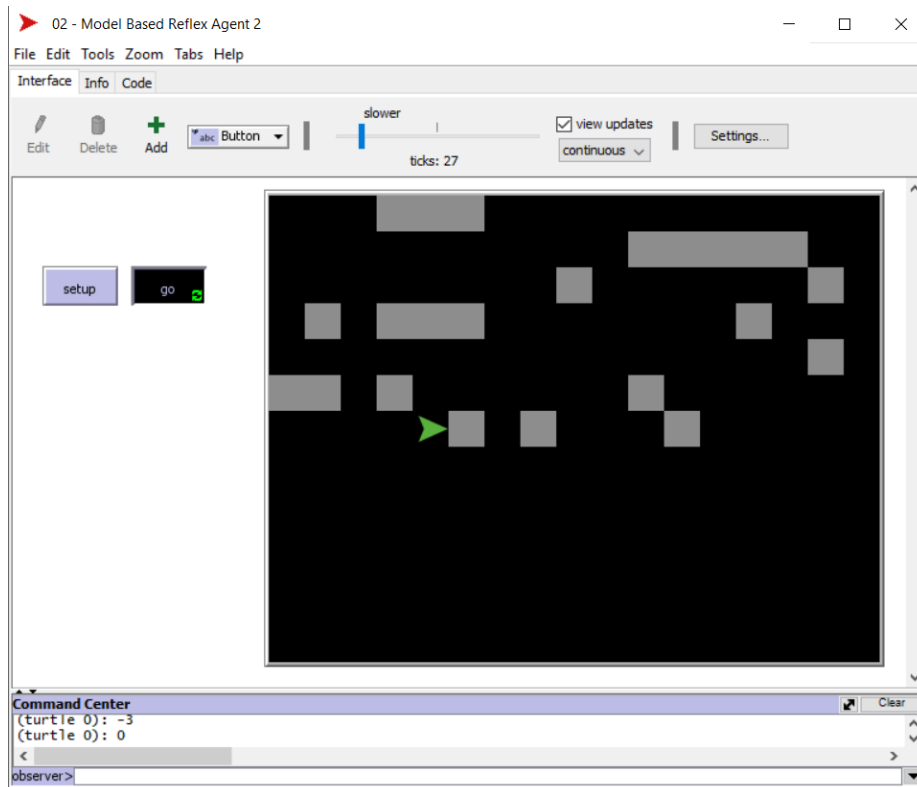 02 - Model Based Reflex Agent 2
File Edit Tools Zoom Tabs Help
Interface Info Code
Edit Delete Add abc Button slower ticks: 27 view updates continuous Settings...
setup go
Command Center Clear
(turtle 0): -3
(turtle 0): 0
observer>